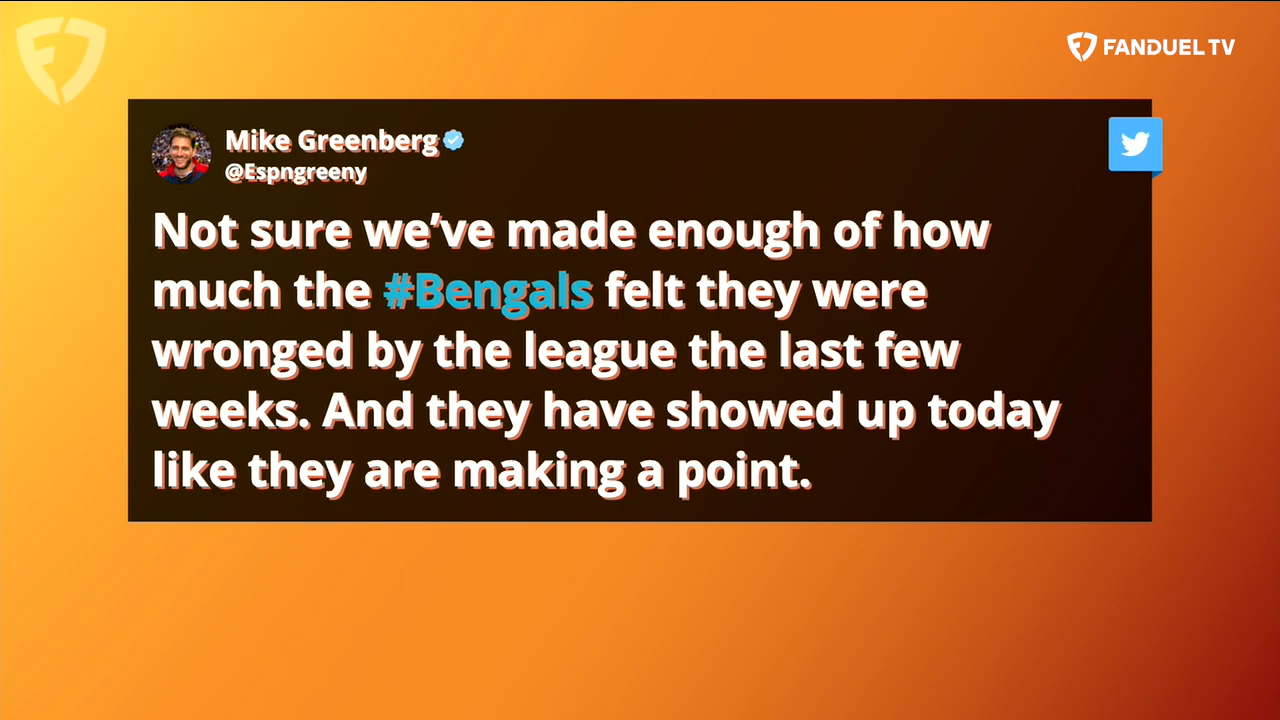 FANDUEL TV
Mike Greenberg
@Espngreeny
Not sure we’ve made enough of how
much the #Bengals felt they were
wronged by the league the last few
weeks. And they have showed up today
like they are making a point.